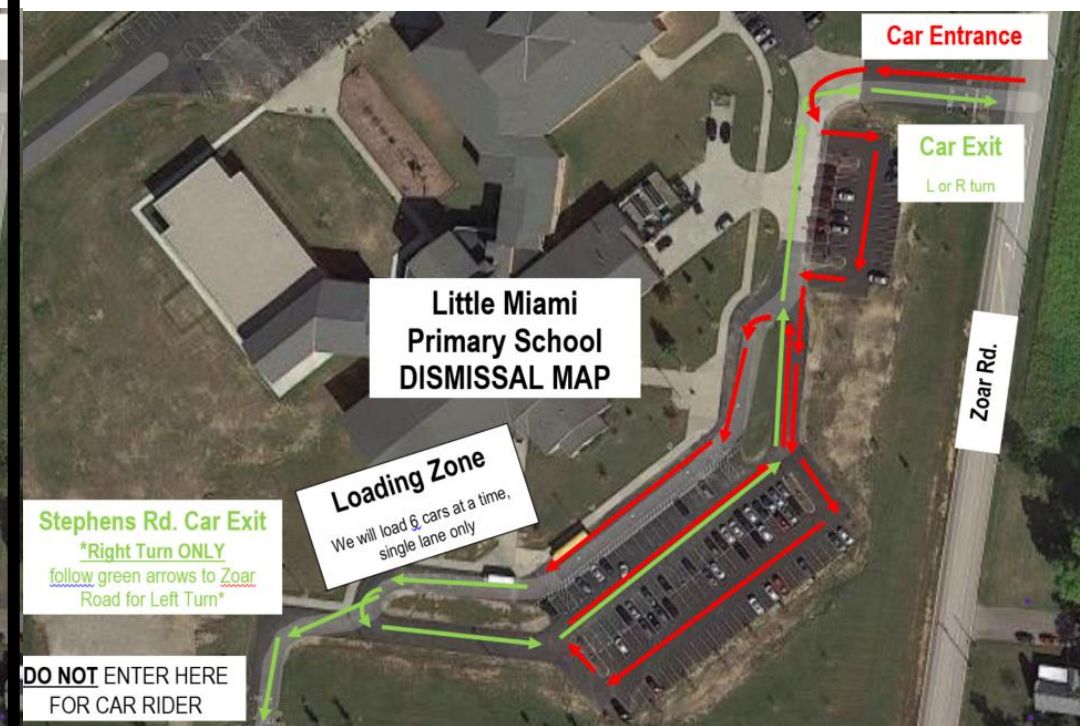 Car Entrance
Car Exit
L or R turn
Little Miami
Primary School
DISMISSAL MAP
Zoar Rd.
Loading Zone
We will load 6 cars at a time,
single lane only
Stephens Rd. Car Exit
*Right Turn ONLY
follow green arrows to Zoar
Road for Left Turn*
DO NOT ENTER HERE
FOR CAR RIDER